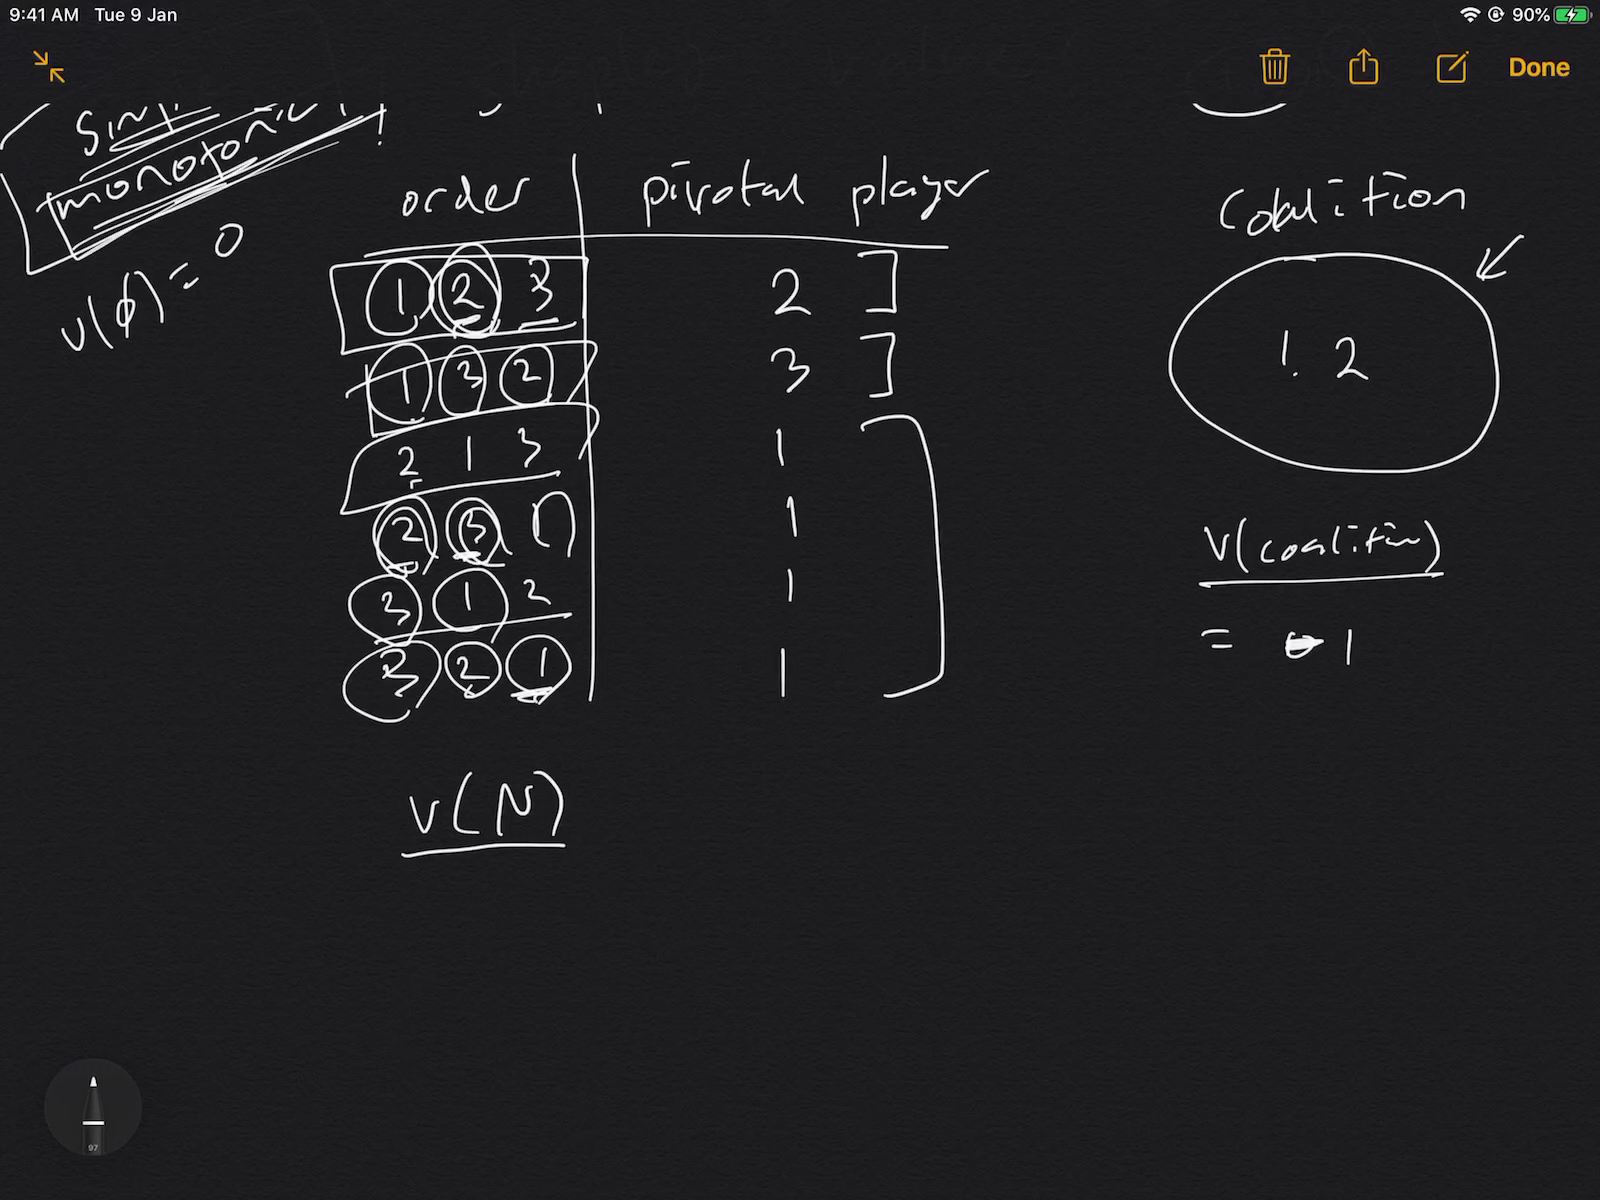 9:41 AM Tue 9 Jan
90%
Done
monotonic !
v(ϕ) = 0
order pivotal player
1 2 3 2 ]
1 3 2 3 ]
2 1 3 1
2 3 1 1
3 1 2 1
3 2 1 1
v(N)
Coalition
1. 2
v(coalition)
= 1
97